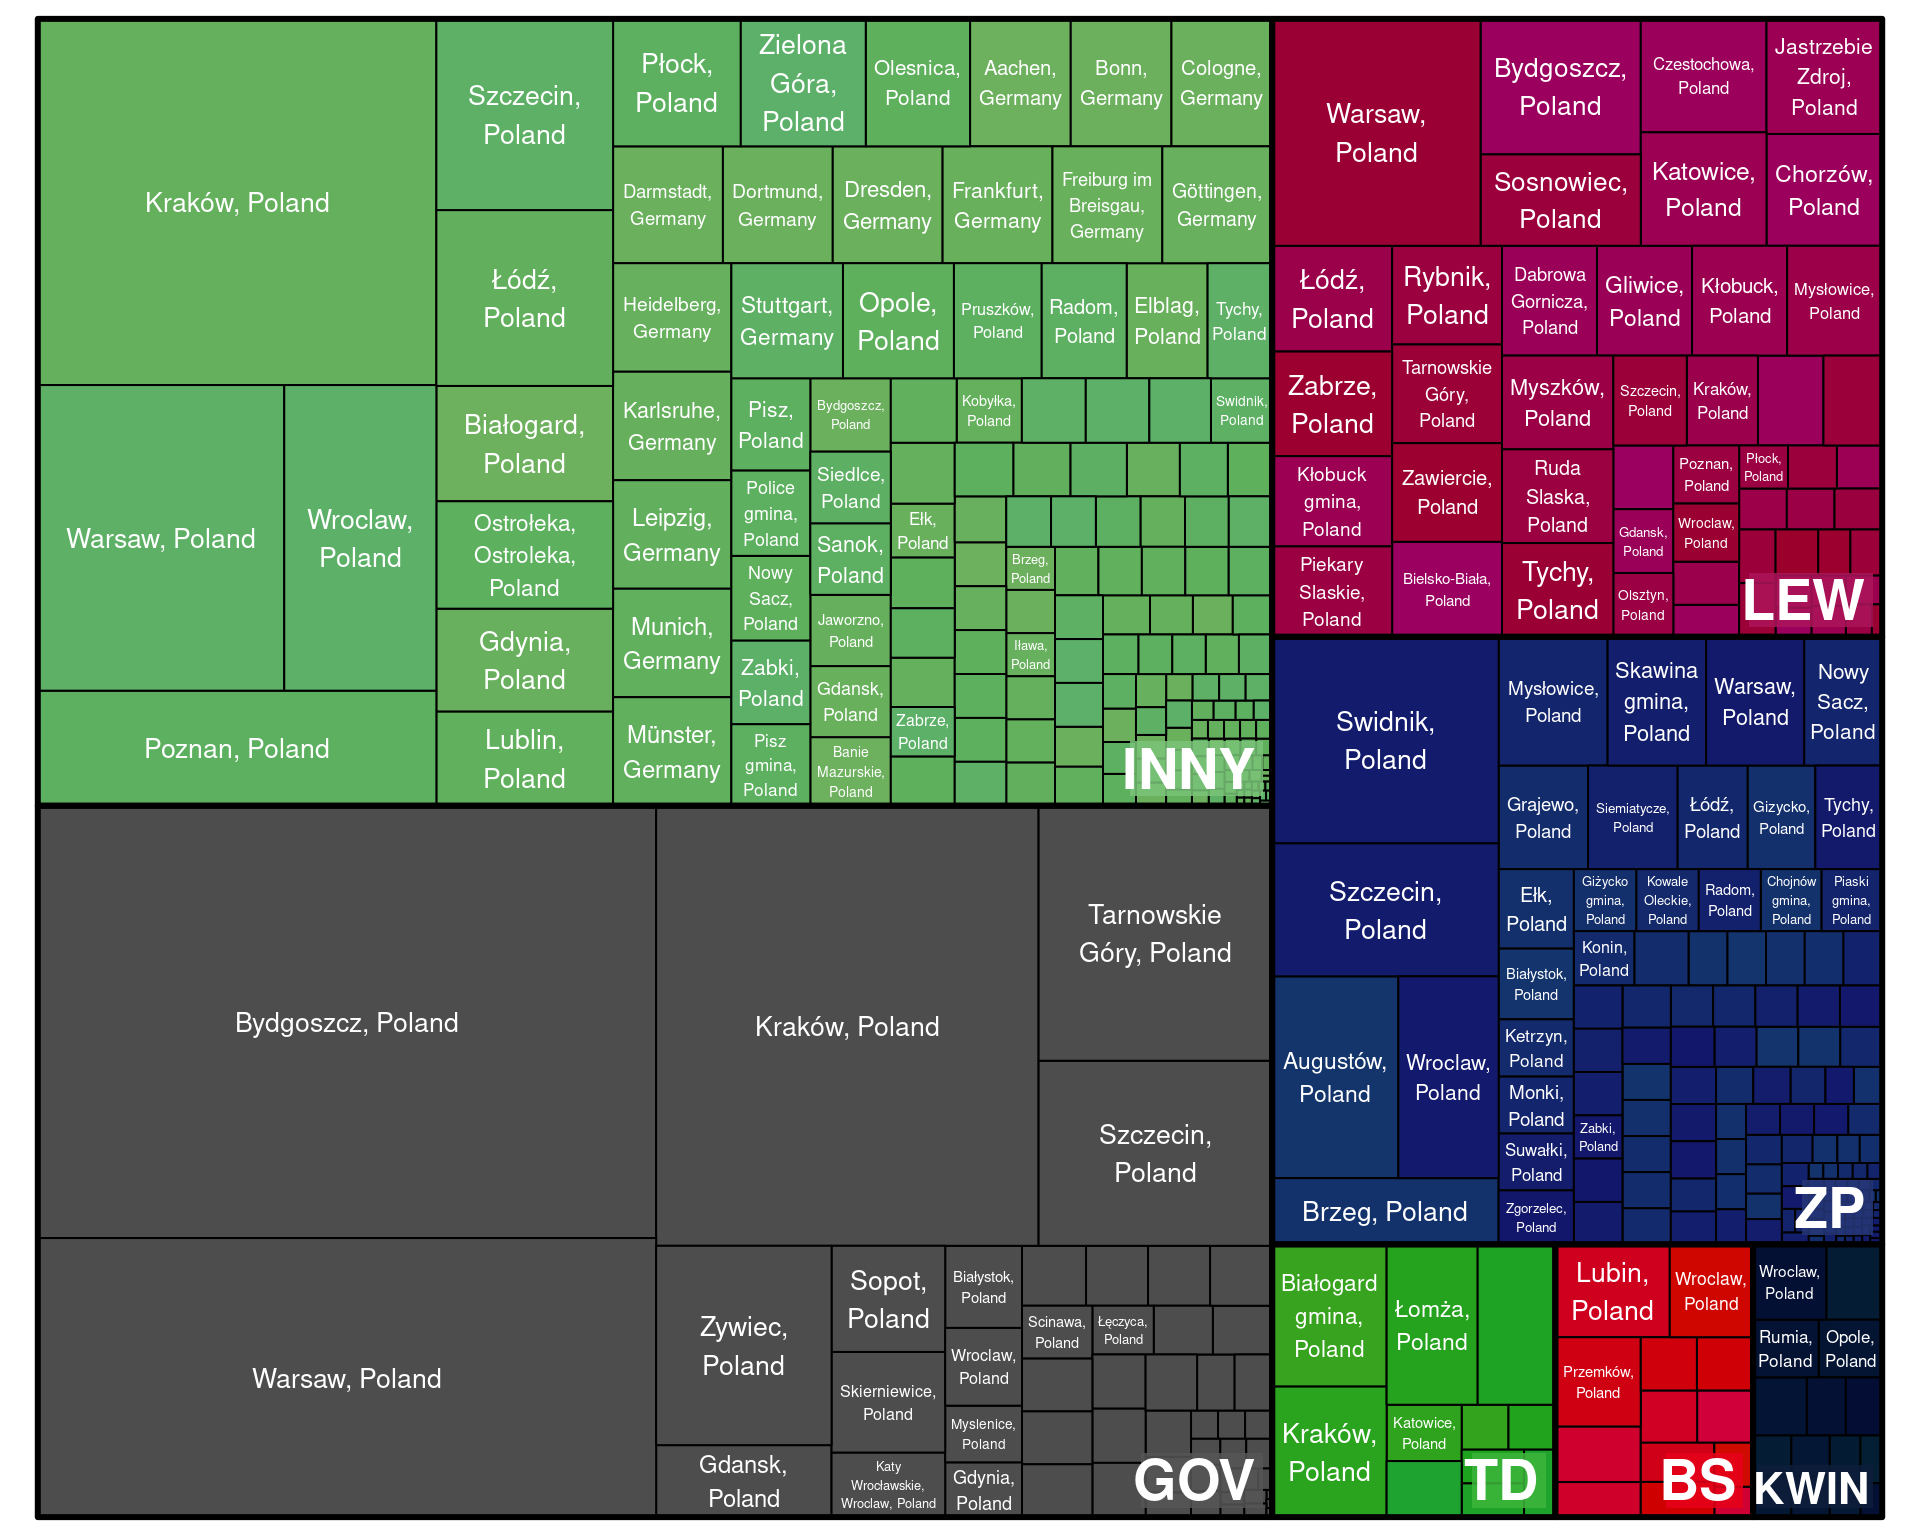 Kraków, Poland
Szczecin,
Poland
Łódź,
Poland
Warsaw, Poland
Wroclaw,
Poland
Poznan, Poland
Białogard,
Poland
Ostrołeka,
Ostroleka,
Poland
Gdynia,
Poland
Lublin,
Poland
Płock,
Poland
Zielona
Góra,
Poland
Olesnica,
Poland
Aachen,
Germany
Bonn,
Germany
Cologne,
Germany
Darmstadt,
Germany
Dortmund,
Germany
Dresden,
Germany
Frankfurt,
Germany
Freiburg im
Breisgau,
Germany
Göttingen,
Germany
Heidelberg,
Germany
Karlsruhe,
Germany
Leipzig,
Germany
Munich,
Germany
Münster,
Germany
Stuttgart,
Germany
Opole,
Poland
Pruszków,
Poland
Radom,
Poland
Elblag,
Poland
Tychy,
Poland
Pisz,
Poland
Police
gmina,
Poland
Nowy
Sacz,
Poland
Zabki,
Poland
Pisz
gmina,
Poland
Bydgoszcz,
Poland
Siedlce,
Poland
Sanok,
Poland
Jaworzno,
Poland
Gdansk,
Poland
Banie
Mazurskie,
Poland
Kobyłka,
Poland
Swidnik,
Poland
Ełk,
Poland
Zabrze,
Poland
Brzeg,
Poland
Iława,
Poland
INNY
Warsaw,
Poland
Bydgoszcz,
Poland
Sosnowiec,
Poland
Czestochowa,
Poland
Jastrzebie
Zdroj,
Poland
Katowice,
Poland
Chorzów,
Poland
Łódź,
Poland
Zabrze,
Poland
Kłobuck
gmina,
Poland
Piekary
Slaskie,
Poland
Rybnik,
Poland
Tarnowskie
Góry,
Poland
Zawiercie,
Poland
Bielsko-Biała,
Poland
Dabrowa
Gornicza,
Poland
Gliwice,
Poland
Kłobuck,
Poland
Mysłowice,
Poland
Myszków,
Poland
Ruda
Slaska,
Poland
Tychy,
Poland
Szczecin,
Poland
Kraków,
Poland
Gdansk,
Poland
Olsztyn,
Poland
Poznan,
Poland
Wroclaw,
Poland
Płock,
Poland
LEW
Bydgoszcz, Poland
Warsaw, Poland
Kraków, Poland
Tarnowskie
Góry, Poland
Szczecin,
Poland
Zywiec,
Poland
Gdansk,
Poland
Sopot,
Poland
Skierniewice,
Poland
Katy
Wrocławskie,
Wroclaw, Poland
Białystok,
Poland
Wroclaw,
Poland
Myslenice,
Poland
Gdynia,
Poland
Scinawa,
Poland
Łęczyca,
Poland
GOV
Swidnik,
Poland
Szczecin,
Poland
Augustów,
Poland
Wroclaw,
Poland
Brzeg, Poland
Mysłowice,
Poland
Skawina
gmina,
Poland
Warsaw,
Poland
Nowy
Sacz,
Poland
Grajewo,
Poland
Siemiatycze,
Poland
Łódź,
Poland
Gizycko,
Poland
Tychy,
Poland
Ełk,
Poland
Białystok,
Poland
Ketrzyn,
Poland
Monki,
Poland
Suwałki,
Poland
Zgorzelec,
Poland
Giżycko
gmina,
Poland
Kowale
Oleckie,
Poland
Radom,
Poland
Chojnów
gmina,
Poland
Piaski
gmina,
Poland
Konin,
Poland
Zabki,
Poland
ZP
Białogard
gmina,
Poland
Kraków,
Poland
Łomża,
Poland
Katowice,
Poland
TD
Lubin,
Poland
Wroclaw,
Poland
Przemków,
Poland
BS
Wroclaw,
Poland
Rumia,
Poland
Opole,
Poland
KWIN